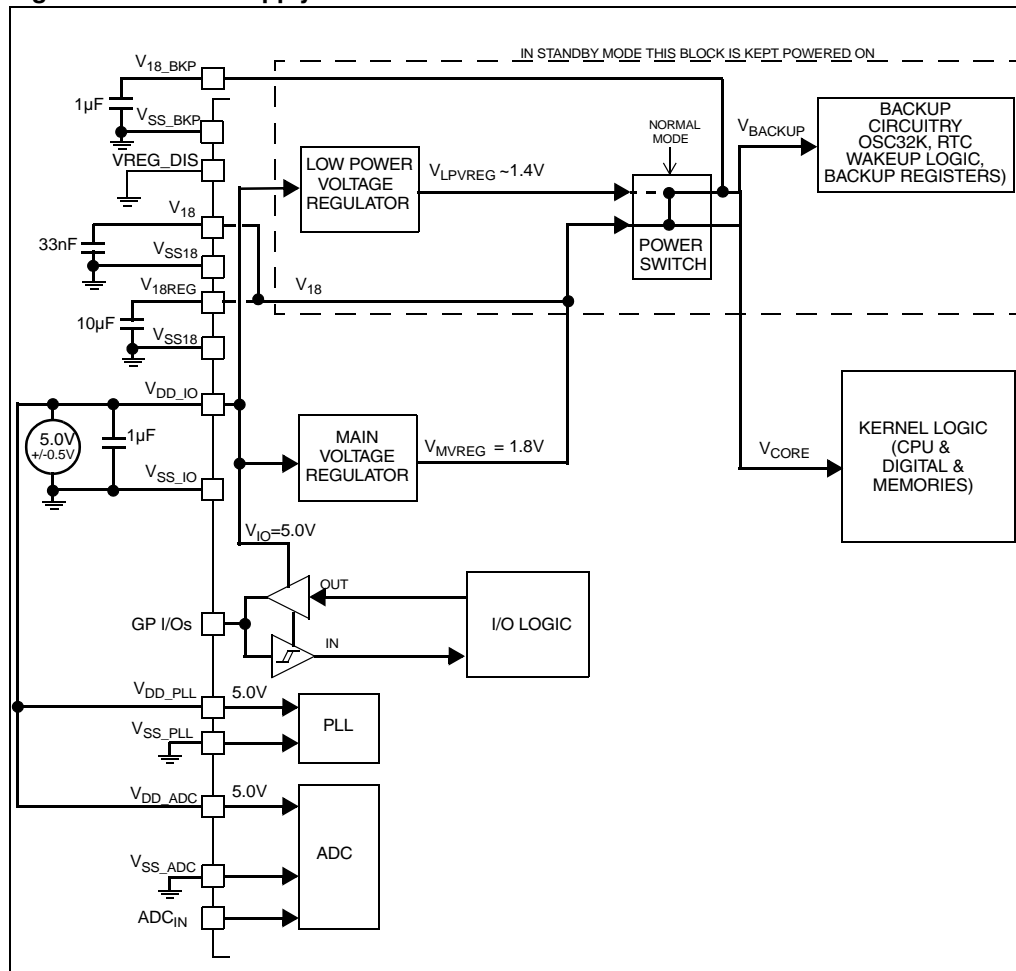 IN STANDBY MODE THIS BLOCK IS KEPT POWERED ON
V18_BKP
1µF
VSS_BKP
VREG_DIS
V18
33nF
VSS18
V18REG
10µF
VSS18
VDD_IO
5.0V
+/-0.5V
1µF
VSS_IO
LOW POWER
VOLTAGE
REGULATOR
VLPVREG ~1.4V
NORMAL
MODE
POWER
SWITCH
VBACKUP
BACKUP
CIRCUITRY
OSC32K, RTC
WAKEUP LOGIC,
BACKUP REGISTERS)
V18
MAIN
VOLTAGE
REGULATOR
VMVREG = 1.8V
VCORE
KERNEL LOGIC
(CPU &
DIGITAL &
MEMORIES)
VIO=5.0V
OUT
GP I/Os
IN
I/O LOGIC
VDD_PLL
5.0V
VSS_PLL
PLL
VDD_ADC
5.0V
VSS_ADC
ADC
ADCIN